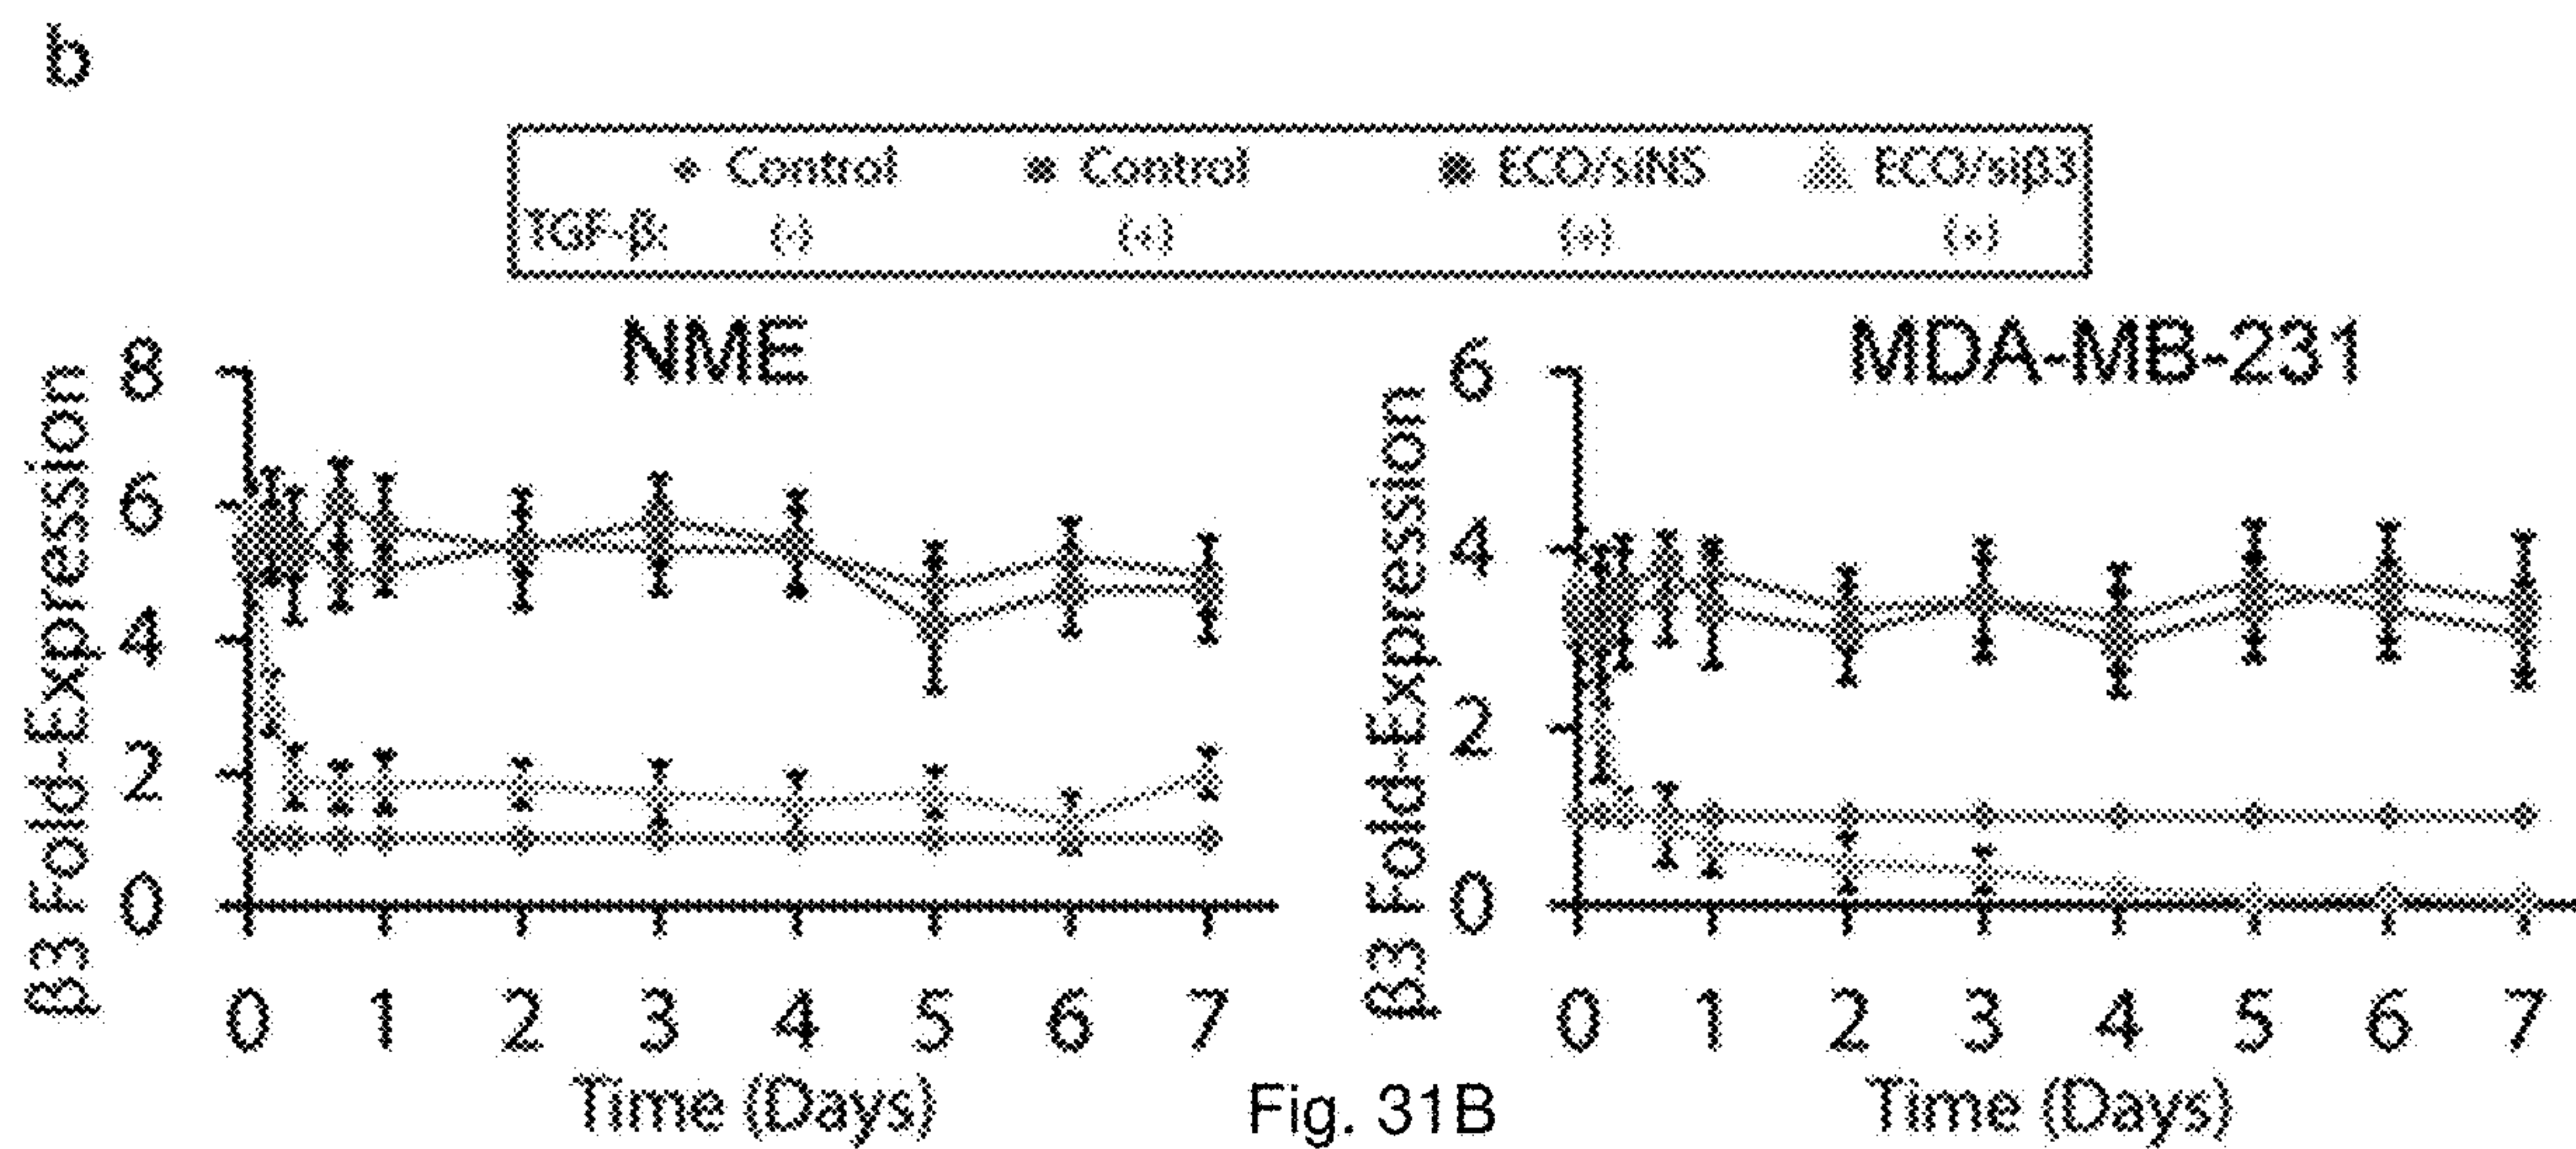 b
Control Control ECO/siNS ECO/siβ3
TGF-β: (-) (+) (+) (+)
NME
MDA-MB-231
β3 Fold-Expression
8
6
4
2
0
0 1 2 3 4 5 6 7
Time (Days)
β3 Fold-Expression
6
4
2
0
0 1 2 3 4 5 6 7
Time (Days)
Fig. 31B